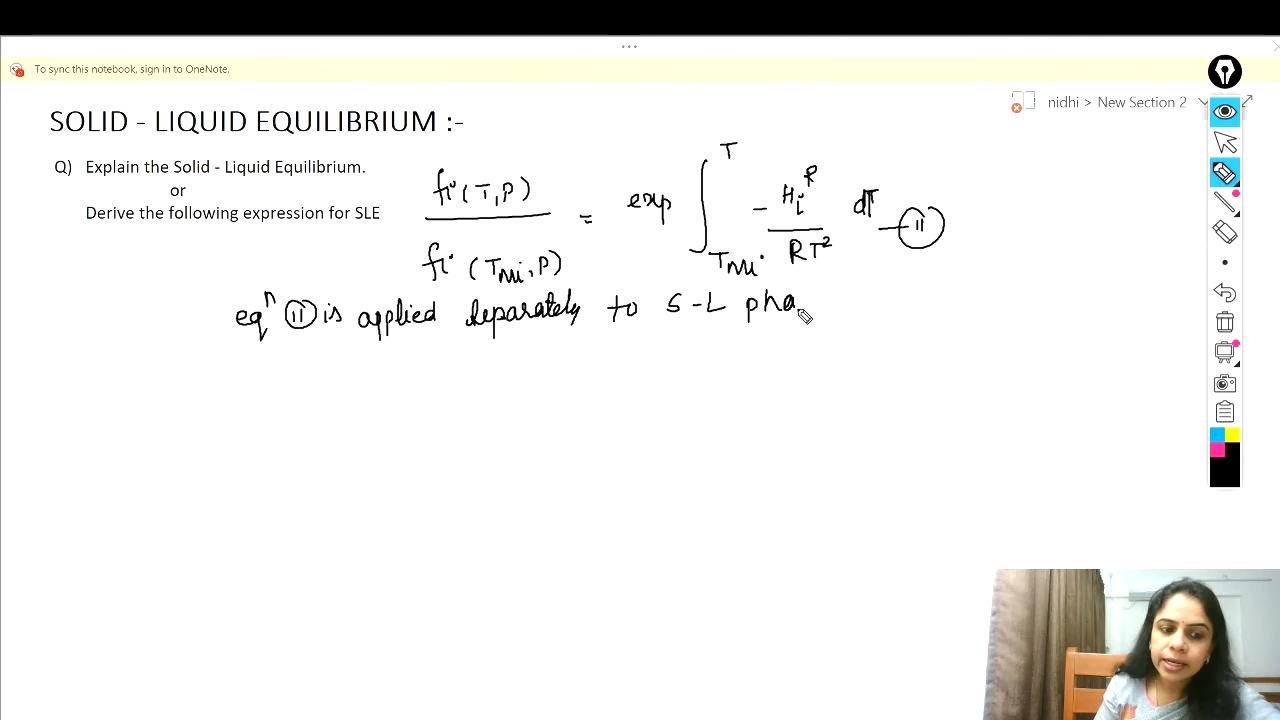 To sync this notebook, sign in to OneNote.
nidhi > New Section 2
SOLID - LIQUID EQUILIBRIUM :-
Q) Explain the Solid - Liquid Equilibrium.
or
Derive the following expression for SLE
fi (T, P) / fi (Tmi, P) = exp ∫ Tmi T - Hi^R / RT² dT — (11)
eqⁿ (11) is applied separately to S-L pha